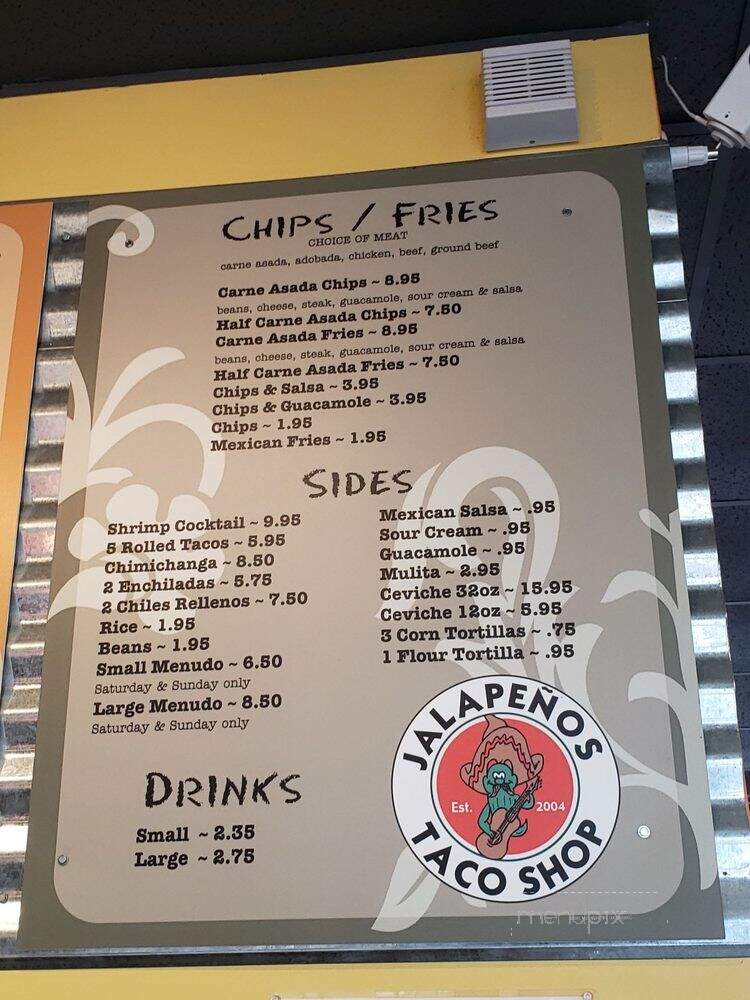 CHIPS / FRIES
CHOICE OF MEAT
carne asada, adobada, chicken, beef, ground beef
Carne Asada Chips ~ 8.95
beans, cheese, steak, guacamole, sour cream & salsa
Half Carne Asada Chips ~ 7.50
Carne Asada Fries ~ 8.95
beans, cheese, steak, guacamole, sour cream & salsa
Half Carne Asada Fries ~ 7.50
Chips & Salsa ~ 3.95
Chips & Guacamole ~ 3.95
Chips ~ 1.95
Mexican Fries ~ 1.95
SIDES
Shrimp Cocktail ~ 9.95
5 Rolled Tacos ~ 5.95
Chimichanga ~ 8.50
2 Enchiladas ~ 5.75
2 Chiles Rellenos ~ 7.50
Rice ~ 1.95
Beans ~ 1.95
Small Menudo ~ 6.50
Saturday & Sunday only
Large Menudo ~ 8.50
Saturday & Sunday only
Mexican Salsa ~ .95
Sour Cream ~ .95
Guacamole ~ .95
Mulita ~ 2.95
Ceviche 32oz ~ 15.95
Ceviche 12oz ~ 5.95
3 Corn Tortillas ~ .75
1 Flour Tortilla ~ .95
DRINKS
Small ~ 2.35
Large ~ 2.75
JALAPEÑOS
Est. 2004
TACO SHOP
menupix